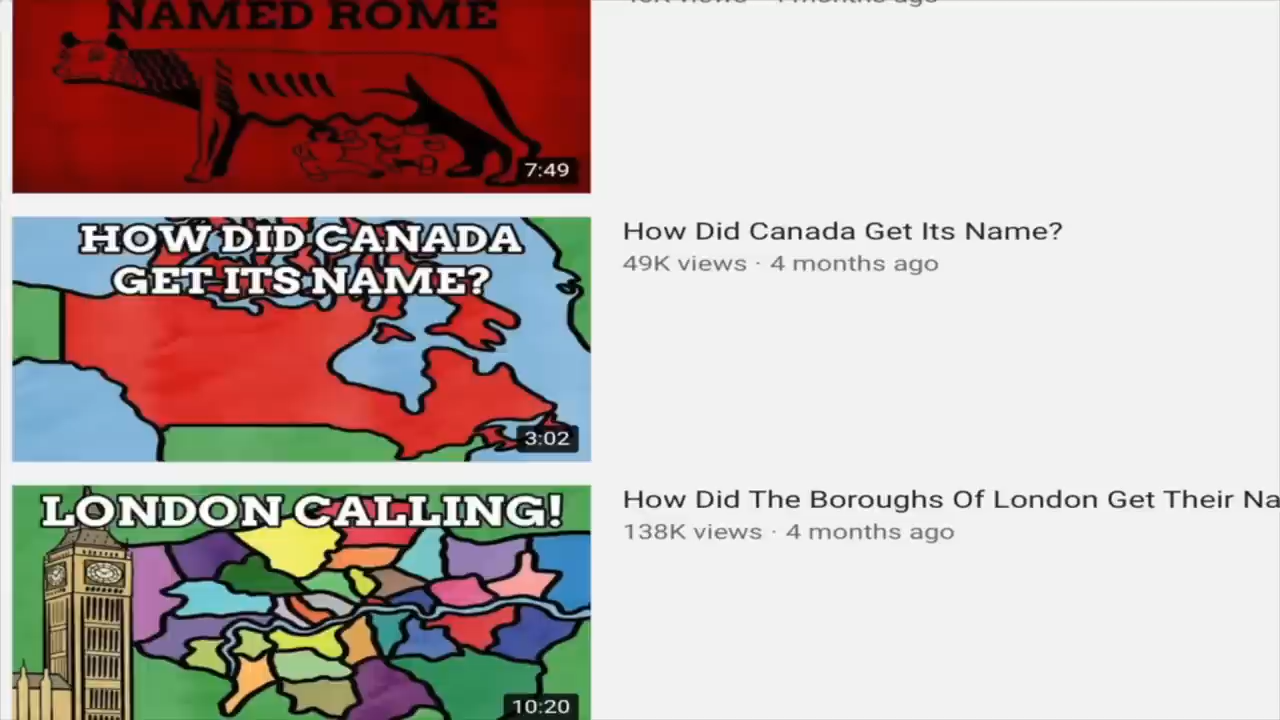 NAMED ROME
7:49
HOW DID CANADA
GET ITS NAME?
3:02
How Did Canada Get Its Name?
49K views · 4 months ago
LONDON CALLING!
10:20
How Did The Boroughs Of London Get Their Na
138K views · 4 months ago